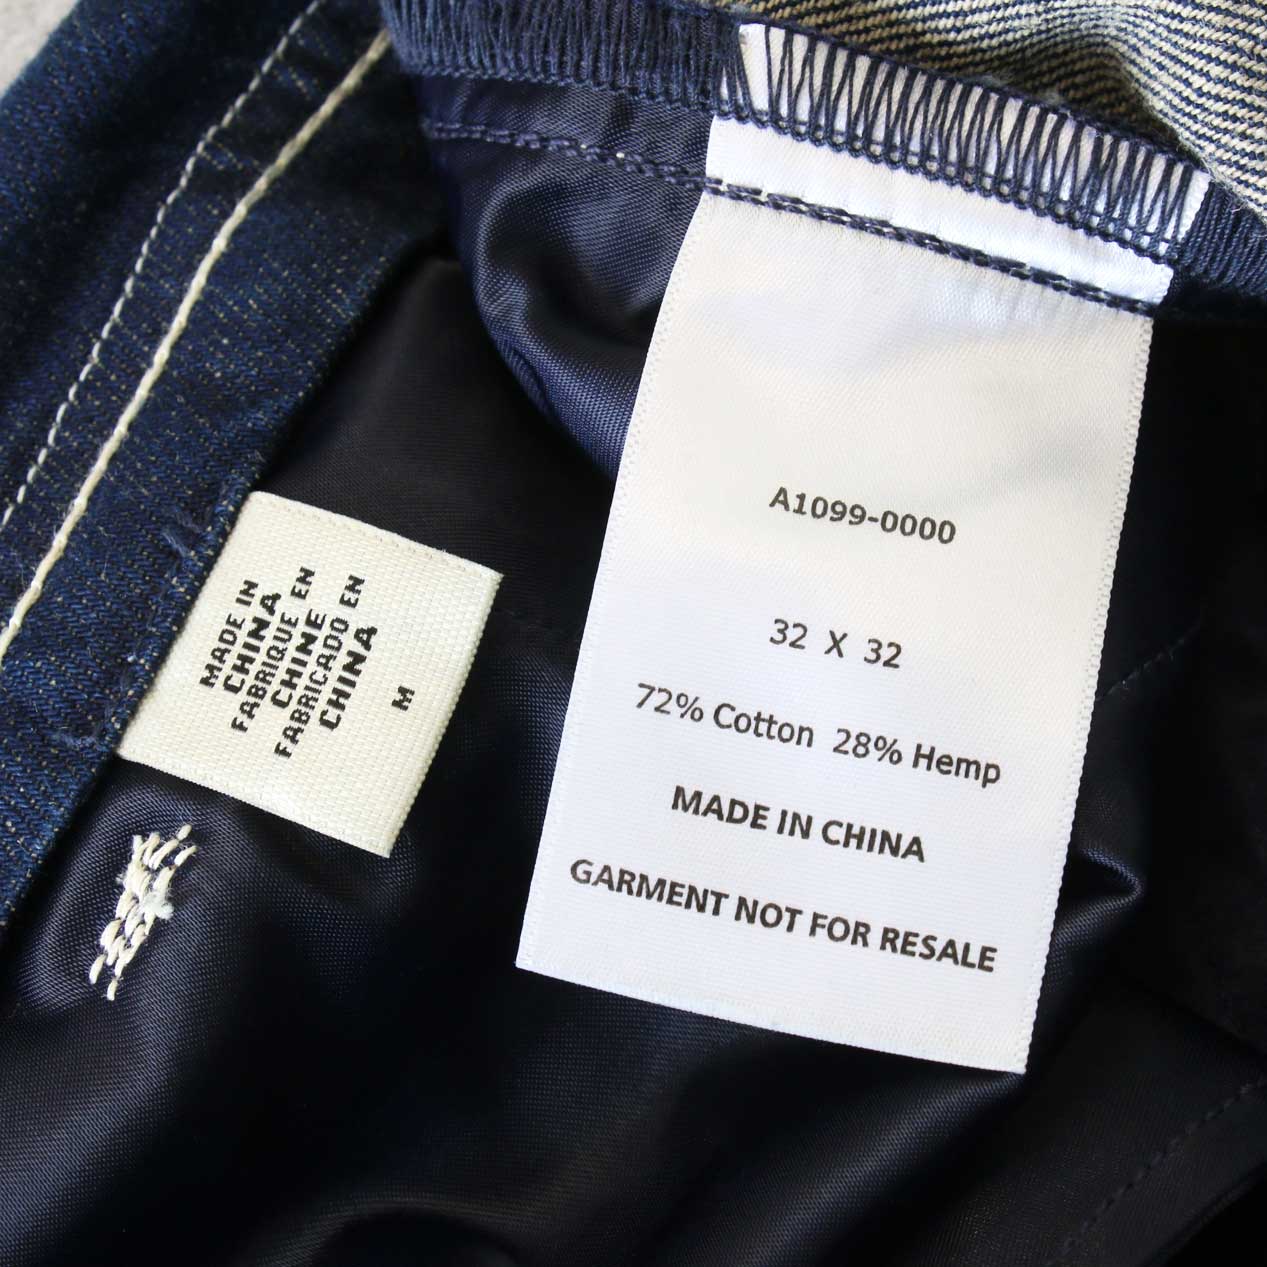 MADE IN
CHINA
FABRIQUE EN
CHINE
FABRICADO EN
CHINA
M
A1099-0000
32 X 32
72% Cotton 28% Hemp
MADE IN CHINA
GARMENT NOT FOR RESALE